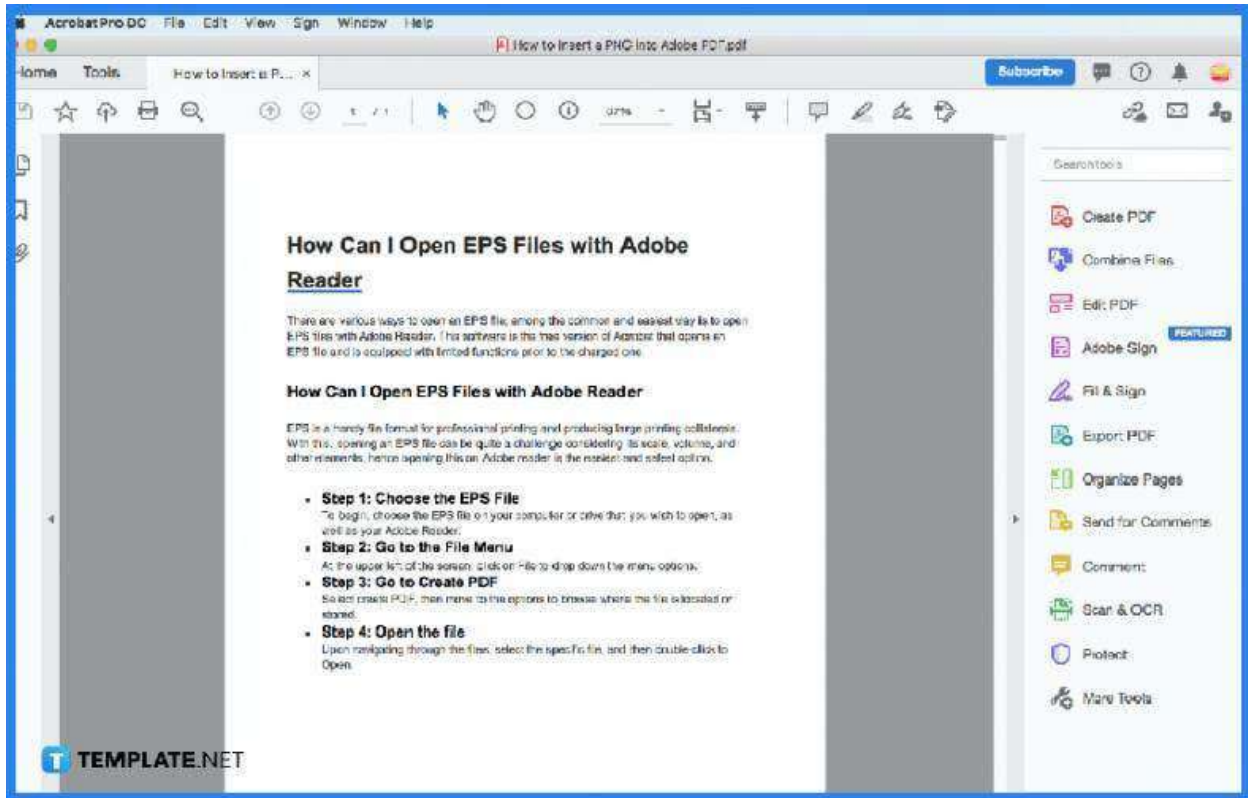 Acrobat Pro DC File Edit View Sign Window Help
How to Insert a PNG into Adobe PDF.pdf
Home Tools How to Insert a P... ×
Subscribe
1 / 1
Search tools
How Can I Open EPS Files with Adobe
Reader
There are various ways to open an EPS file, among the common and easiest way is to open
EPS files with Adobe Reader. This software is the free version of Acrobat that opens an
EPS file and is equipped with limited functions prior to the charged one.
How Can I Open EPS Files with Adobe Reader
EPS is a handy file format for professional printing and producing large printing collaterals.
With this, opening an EPS file can be quite a challenge considering its scale, volume, and
other elements, hence opening this on Adobe reader is the easiest and safest option.
Step 1: Choose the EPS File
To begin, choose the EPS file on your computer or drive that you wish to open, as
well as your Adobe Reader.
Step 2: Go to the File Menu
At the upper left of the screen, click on File to drop down the menu options.
Step 3: Go to Create PDF
Select create PDF, then move to the options to browse where the file is located or
stored.
Step 4: Open the file
Upon navigating through the files, select the specific file, and then double-click to
Open.
Create PDF
Combine Files
Edit PDF
FEATURED
Adobe Sign
Fill & Sign
Export PDF
Organize Pages
Send for Comments
Comment
Scan & OCR
Protect
More Tools
T TEMPLATE.NET